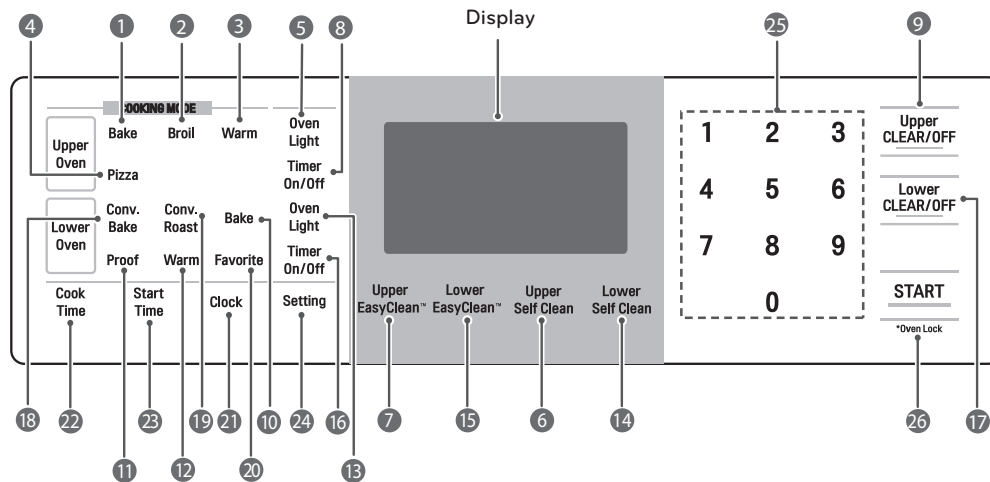 Display
4 1 2 3 5 8 25 9
COOKING MODE
Upper
Oven
Bake
Broil
Warm
Oven
Light
Pizza
Timer
On/Off
Lower
Oven
Conv.
Bake
Conv.
Roast
Bake
Oven
Light
Proof
Warm
Favorite
Timer
On/Off
Cook
Time
Start
Time
Clock
Setting
Upper
EasyClean™
Lower
EasyClean™
Upper
Self Clean
Lower
Self Clean
1 2 3
4 5 6
7 8 9
0
Upper
CLEAR/OFF
Lower
CLEAR/OFF
START
*Oven Lock
18 22 23 19 21 10 24 16 7 15 6 14 26 17
11 12 20 13